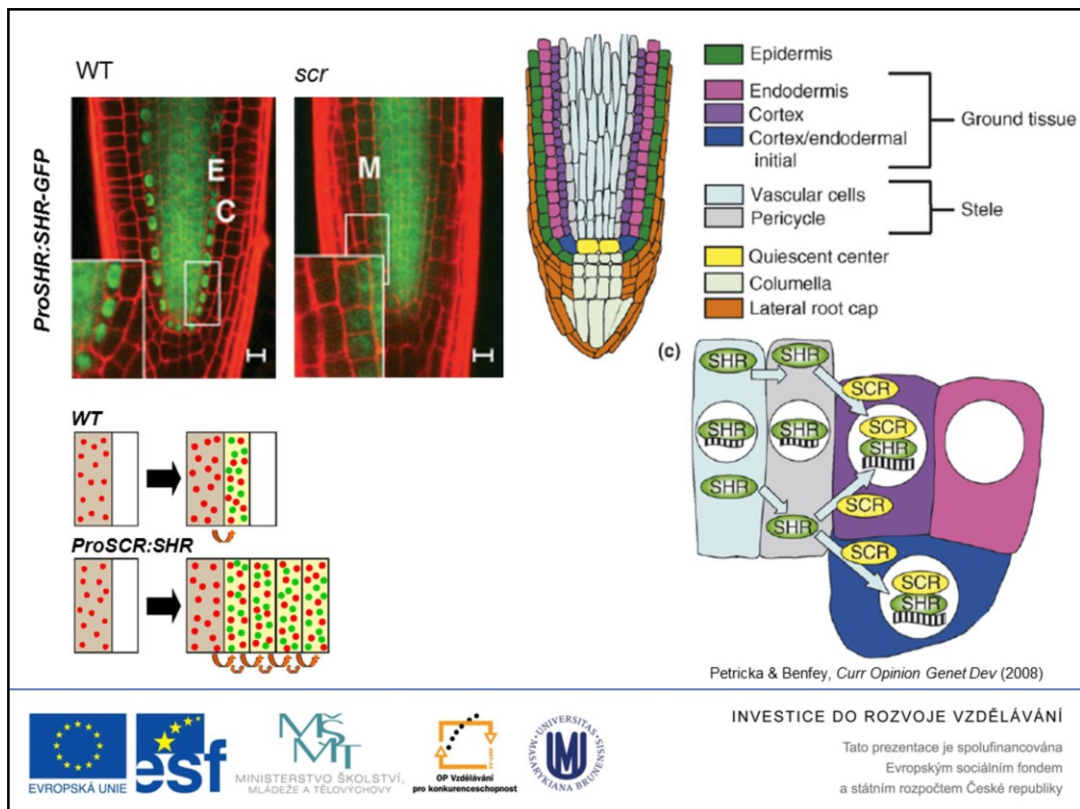 WT
scr
ProSHR:SHR-GFP
E
C
M
Epidermis
Endodermis
Cortex
Cortex/endodermal
initial
Ground tissue
Vascular cells
Pericycle
Stele
Quiescent center
Columella
Lateral root cap
(c)
SHR
SHR
SCR
SHR
SHR
SCR
SHR
SHR
SCR
SHR
SCR
SCR
SHR
WT
ProSCR:SHR
Petricka & Benfey, Curr Opinion Genet Dev (2008)
EVROPSKÁ UNIE
esf
MŠMT
MINISTERSTVO ŠKOLSTVÍ,
MLÁDEŽE A TĚLOVÝCHOVY
OP Vzdělávání
pro konkurenceschopnost
UNIVERSITAS MASARYKIANA BRUNENSIS
INVESTICE DO ROZVOJE VZDĚLÁVÁNÍ
Tato prezentace je spolufinancována
Evropským sociálním fondem
a státním rozpočtem České republiky